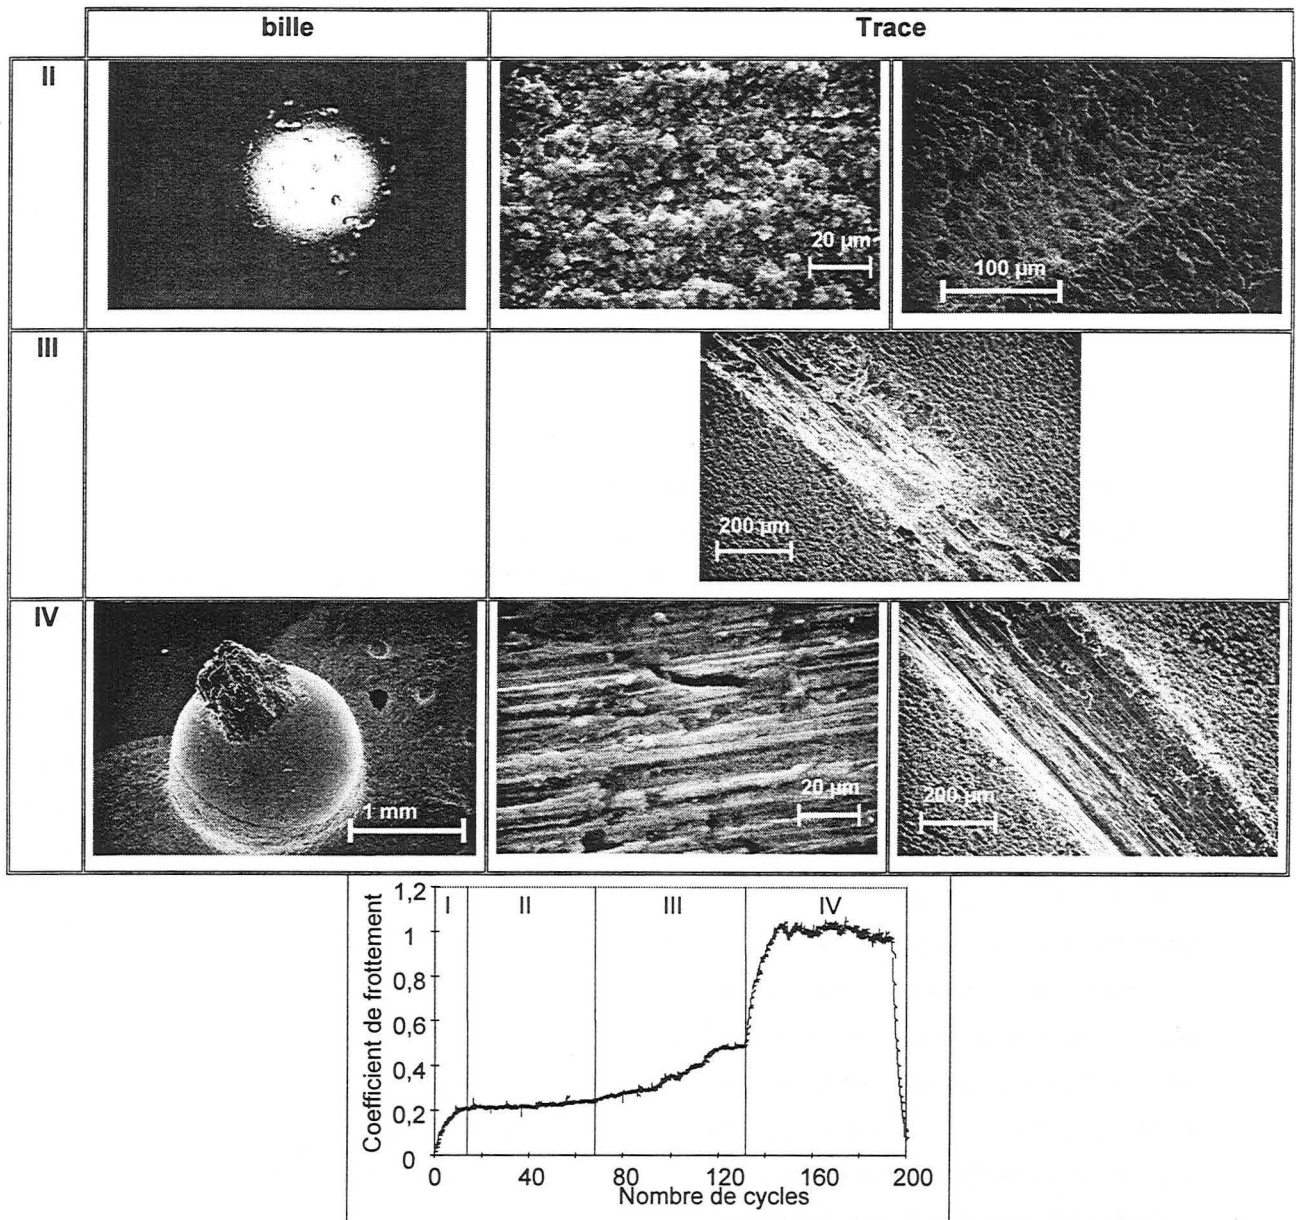 bille
Trace
II
20 µm
100 µm
III
200 µm
IV
1 mm
20 µm
200 µm
1,2
1
0,8
0,6
0,4
0,2
0
Coefficient de frottement
I
II
III
IV
0
40
80
120
160
200
Nombre de cycles